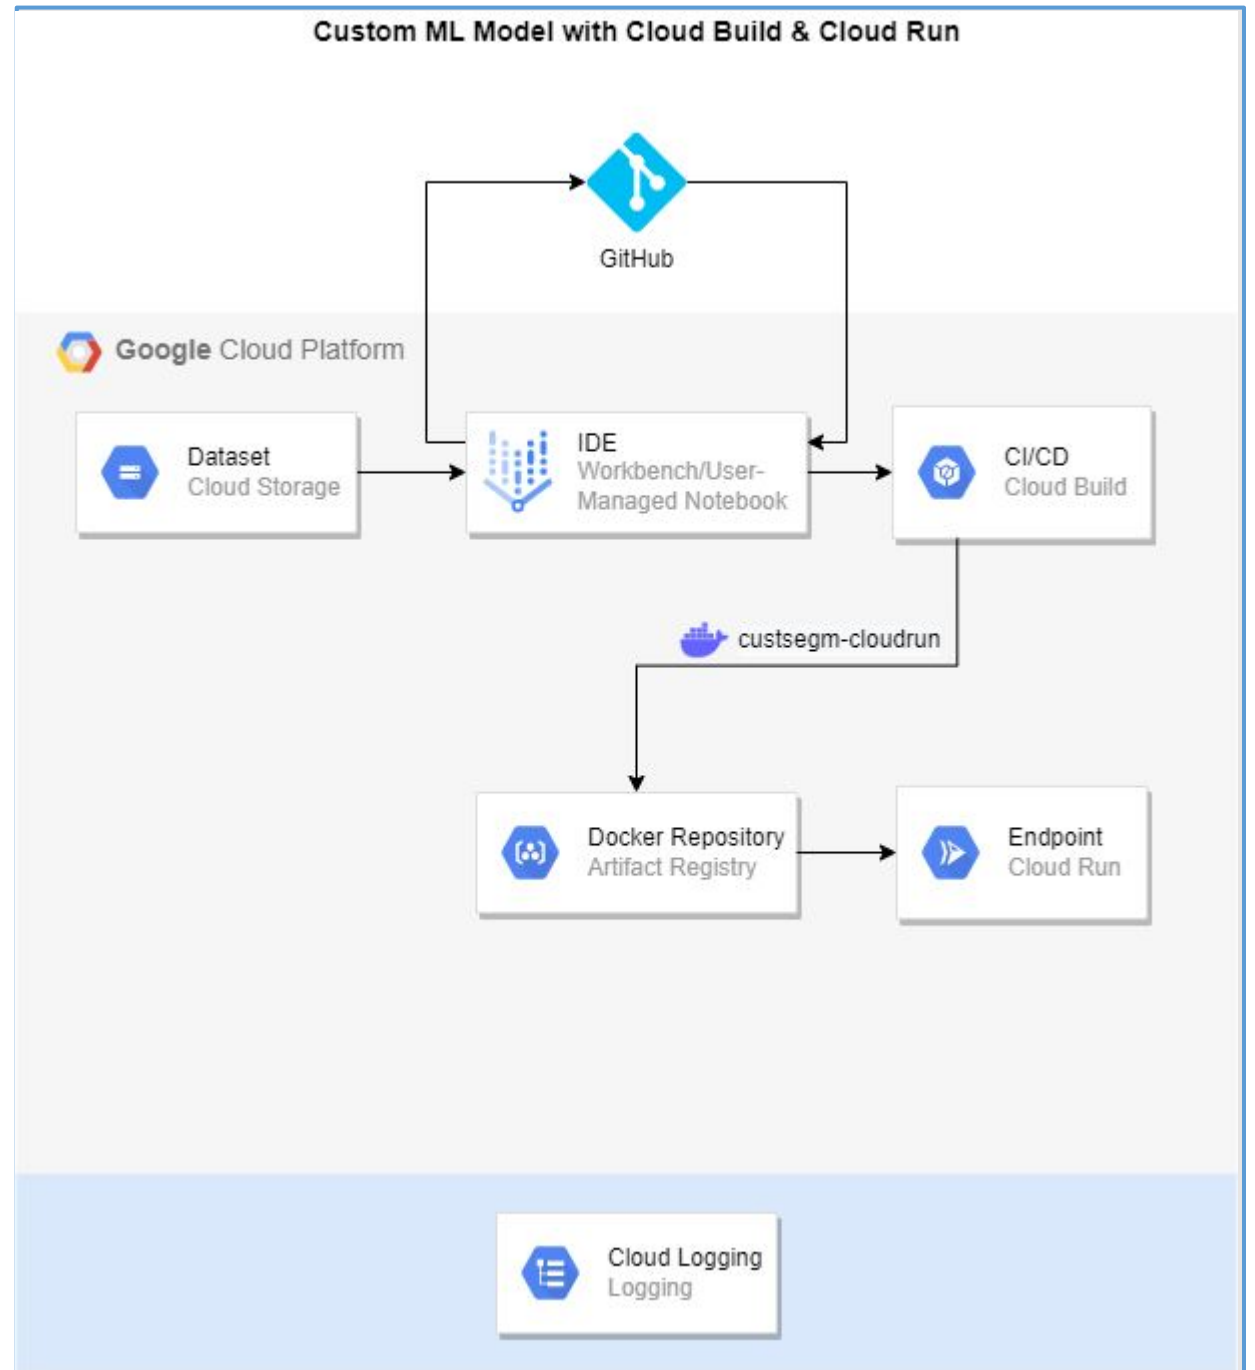 Custom ML Model with Cloud Build & Cloud Run
GitHub
Google Cloud Platform
Dataset
Cloud Storage
IDE
Workbench/User-
Managed Notebook
CI/CD
Cloud Build
custsegm-cloudrun
Docker Repository
Artifact Registry
Endpoint
Cloud Run
Cloud Logging
Logging